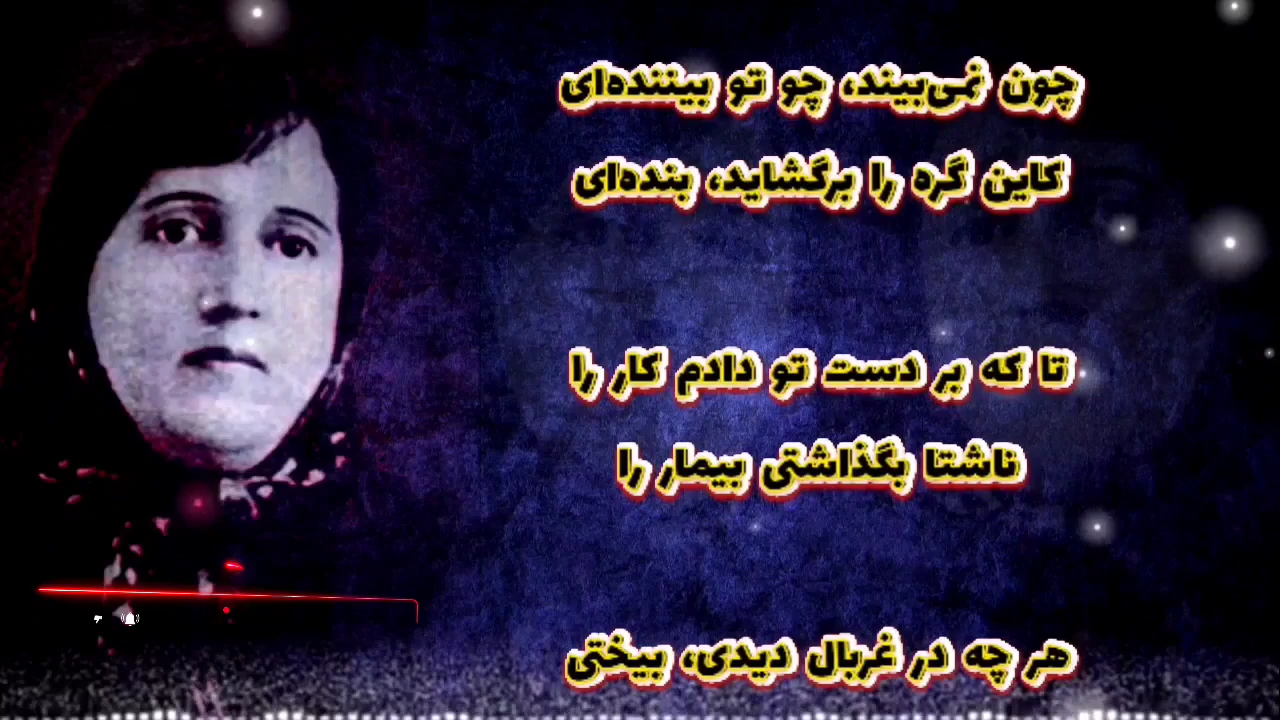 چون نمی‌بیند، چو تو بیننده‌ای
کاین گره را برگشاید، بنده‌ای
تا که بر دست تو دادم کار را
ناشتا بگذاشتی بیمار را
هر چه در غربال دیدی، بیختی